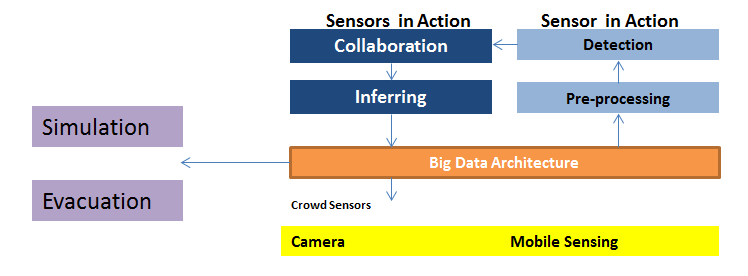 Sensors in Action
Sensor in Action
Collaboration
Detection
Inferring
Pre-processing
Simulation
Big Data Architecture
Evacuation
Crowd Sensors
Camera
Mobile Sensing